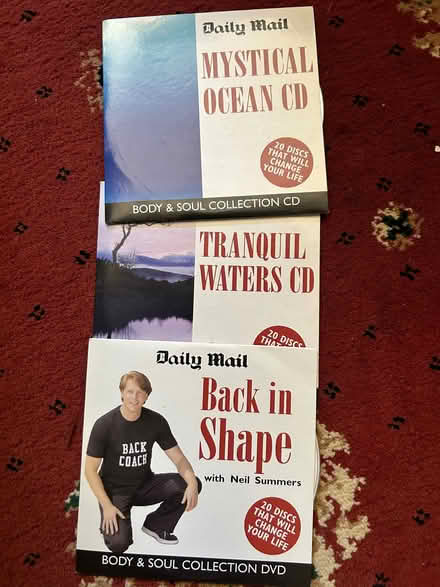 Daily Mail
MYSTICAL
OCEAN CD
20 DISCS
THAT WILL
CHANGE
YOUR LIFE
BODY & SOUL COLLECTION CD
TRANQUIL
WATERS CD
20 DISCS
Daily Mail
Back in
Shape
with Neil Summers
BACK
COACH
20 DISCS
THAT WILL
CHANGE
YOUR LIFE
BODY & SOUL COLLECTION DVD